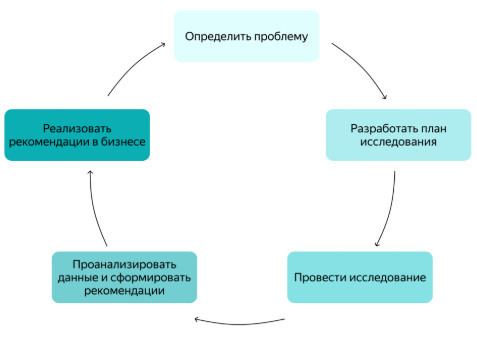 Определить проблему
Разработать план
исследования
Провести исследование
Проанализировать
данные и сформировать
рекомендации
Реализовать
рекомендации в бизнесе